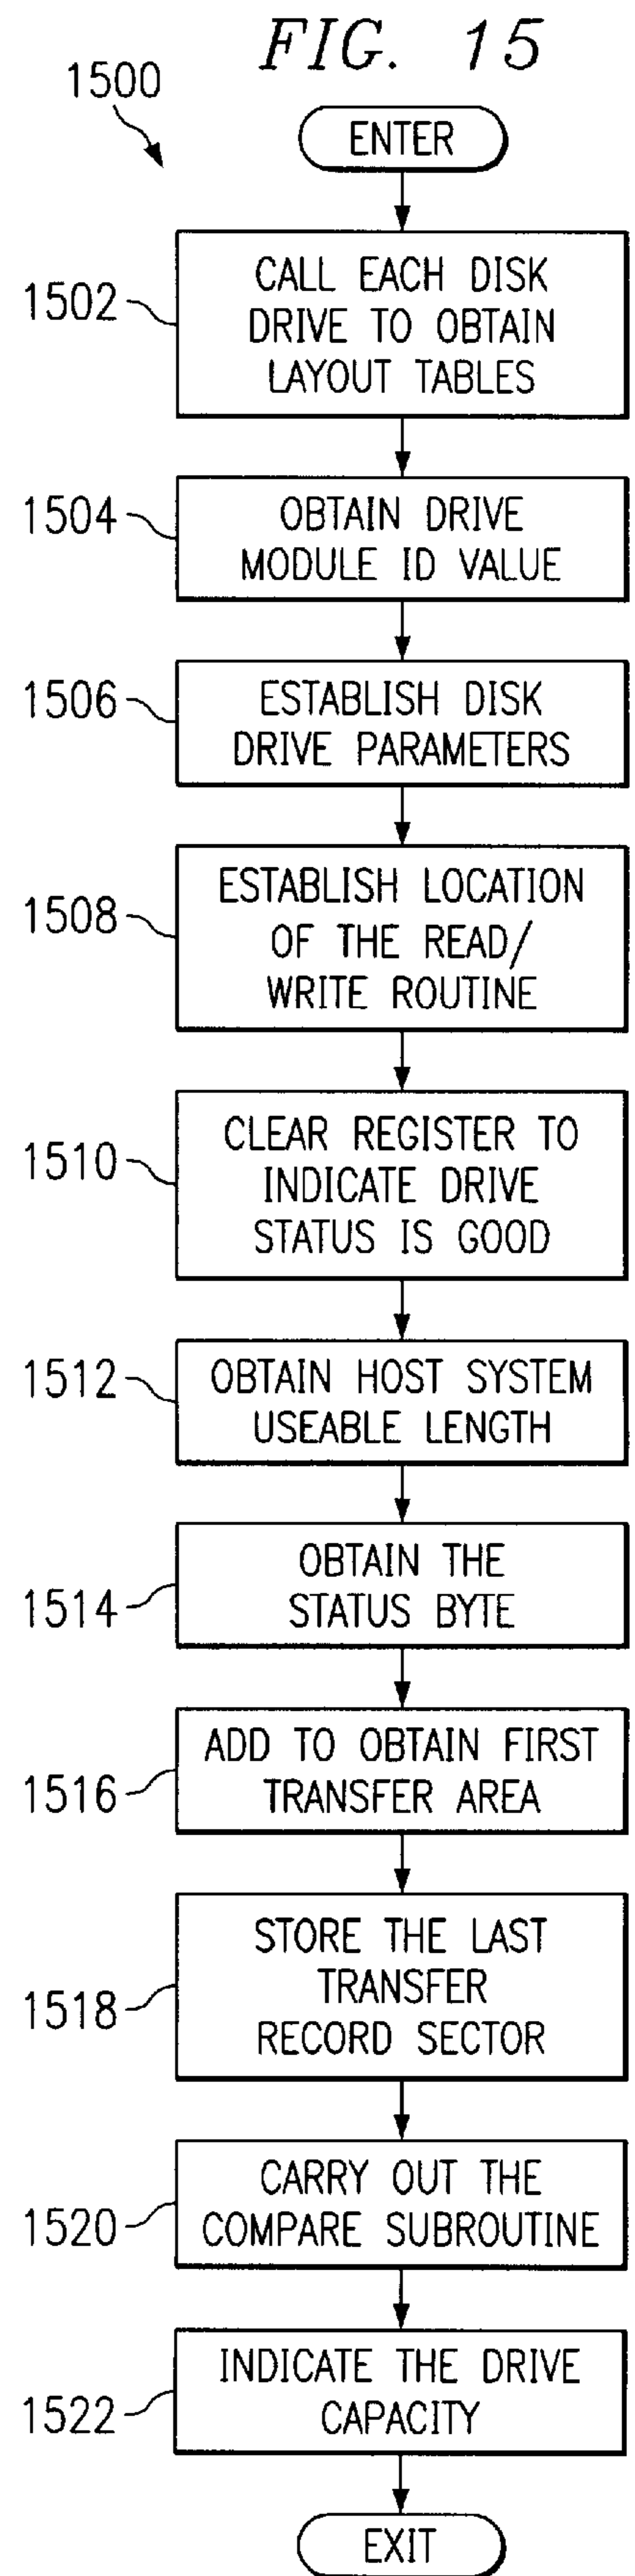 FIG. 15
1500
ENTER
1502
CALL EACH DISK
DRIVE TO OBTAIN
LAYOUT TABLES
1504
OBTAIN DRIVE
MODULE ID VALUE
1506
ESTABLISH DISK
DRIVE PARAMETERS
1508
ESTABLISH LOCATION
OF THE READ/
WRITE ROUTINE
1510
CLEAR REGISTER TO
INDICATE DRIVE
STATUS IS GOOD
1512
OBTAIN HOST SYSTEM
USEABLE LENGTH
1514
OBTAIN THE
STATUS BYTE
1516
ADD TO OBTAIN FIRST
TRANSFER AREA
1518
STORE THE LAST
TRANSFER
RECORD SECTOR
1520
CARRY OUT THE
COMPARE SUBROUTINE
1522
INDICATE THE DRIVE
CAPACITY
EXIT